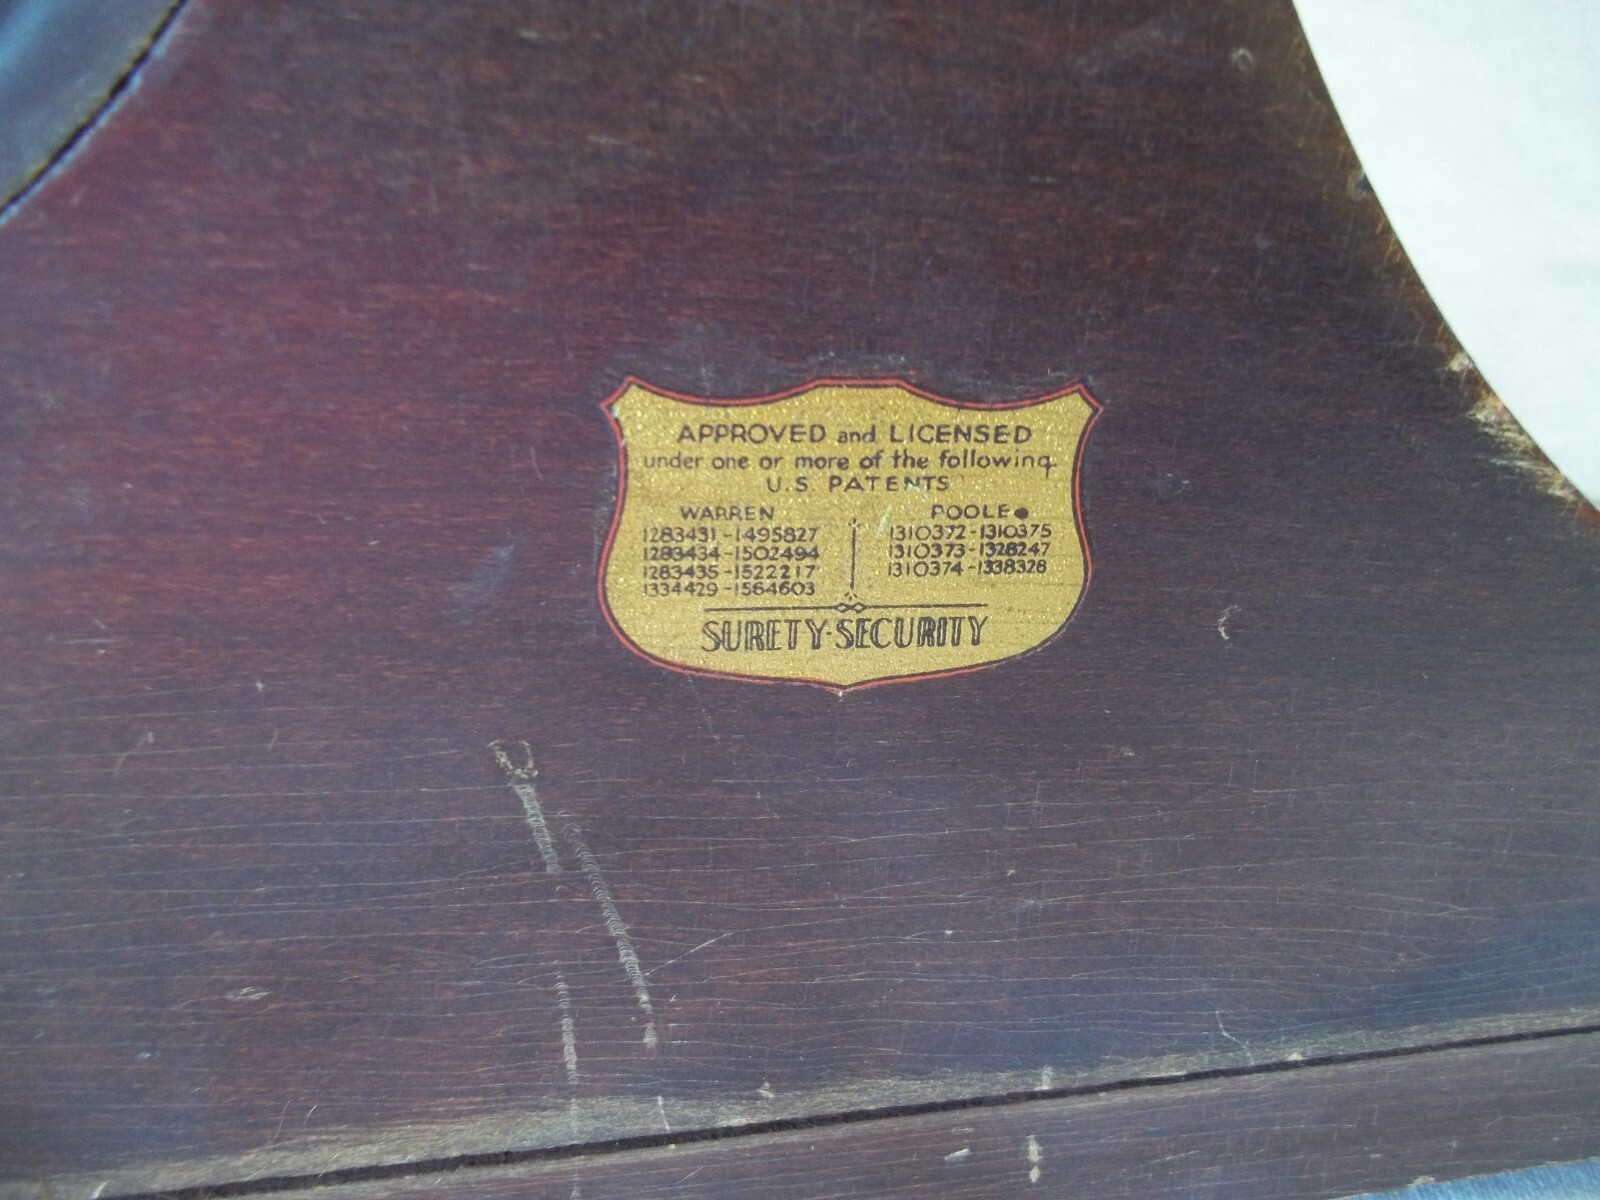 APPROVED and LICENSED
under one or more of the following
U.S. PATENTS
WARREN
1283431-1495827
1283434-1502494
1283435-1522217
1334429-1564603
POOLE
1310372-1310375
1310373-1328247
1310374-1338328
SURETY-SECURITY